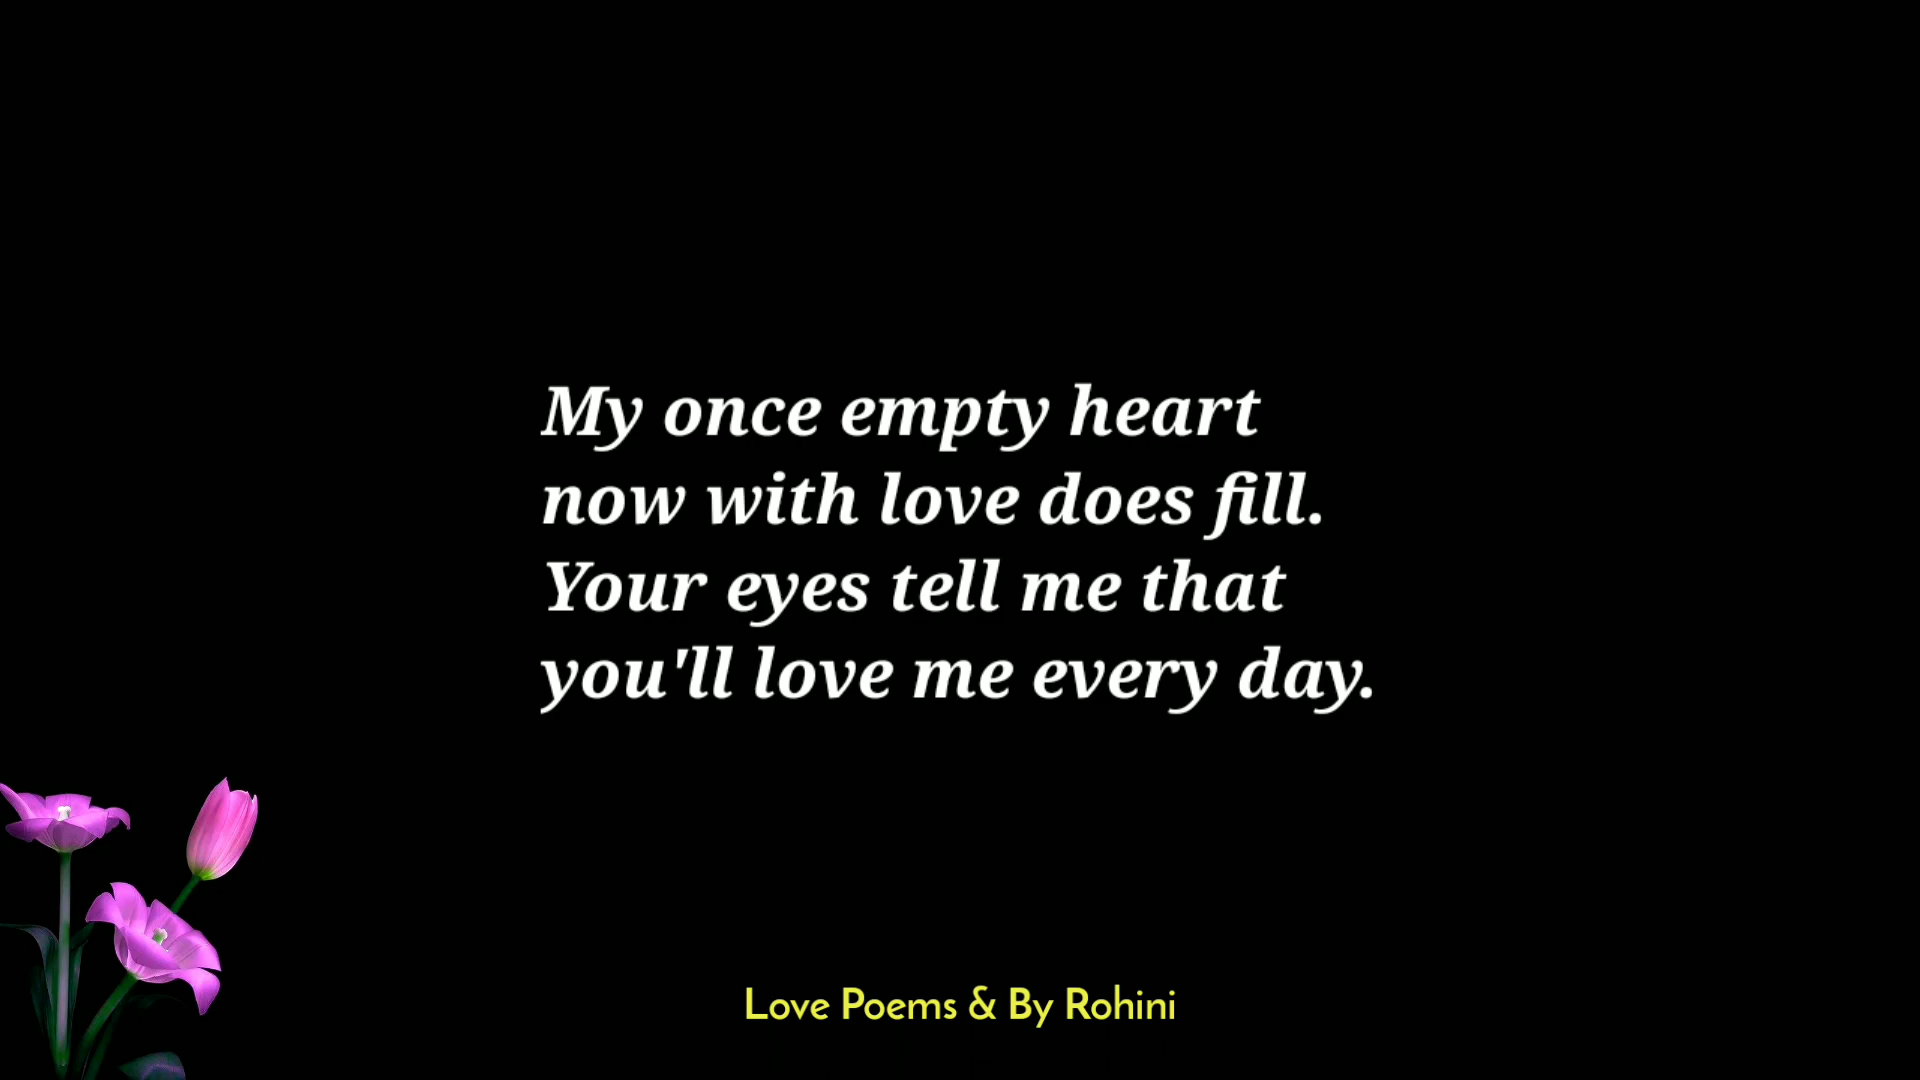 My once empty heart
now with love does fill.
Your eyes tell me that
you'll love me every day.
Love Poems & By Rohini